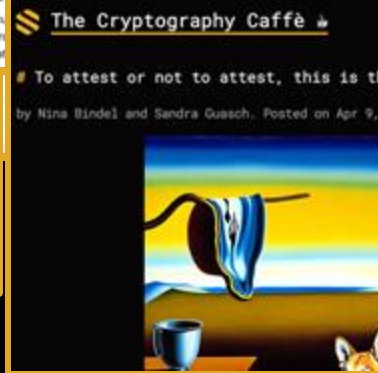 The Cryptography Caffè ☕
# To attest or not to attest, this is th
by Nina Bindel and Sandra Guasch. Posted on Apr 9,